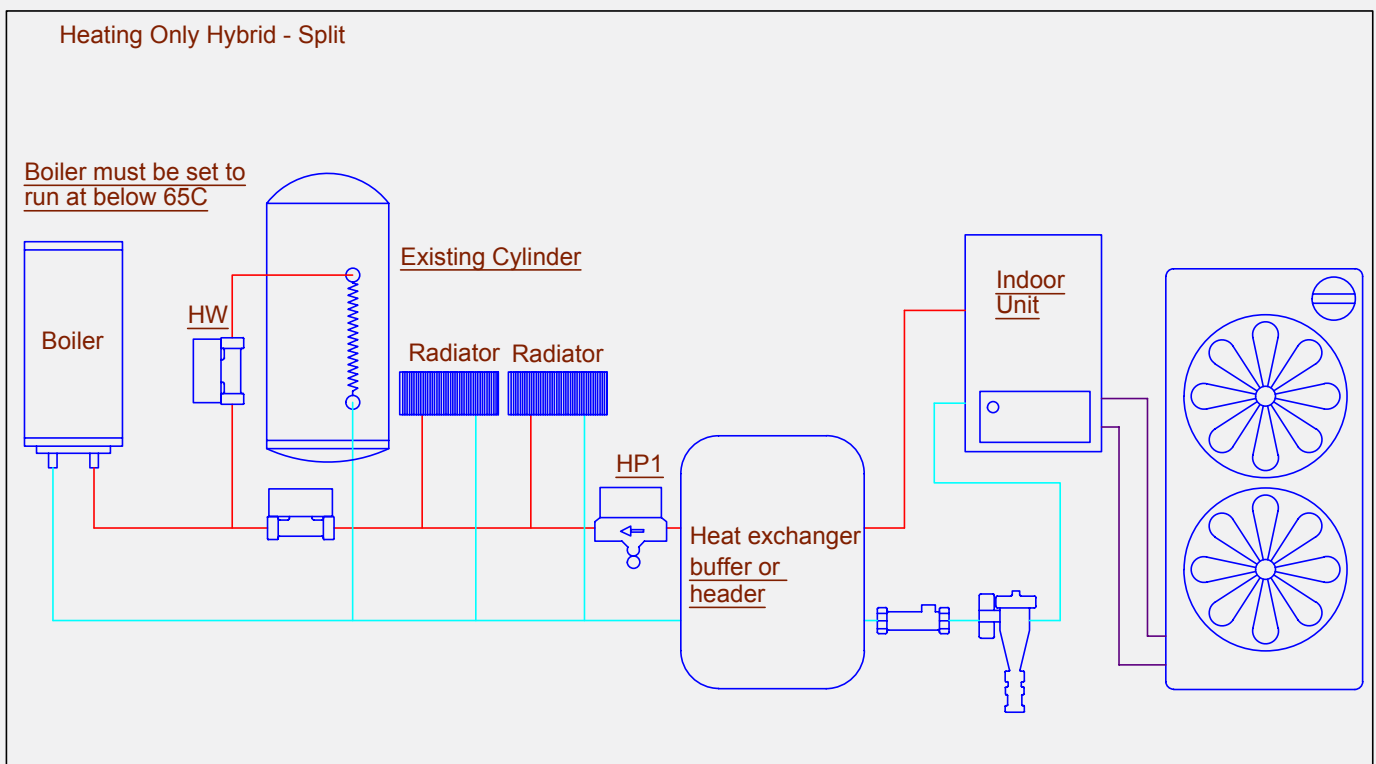 Heating Only Hybrid - Split
Boiler must be set to
run at below 65C
Existing Cylinder
HW
Boiler
Radiator
Radiator
HP1
Heat exchanger
buffer or
header
Indoor
Unit